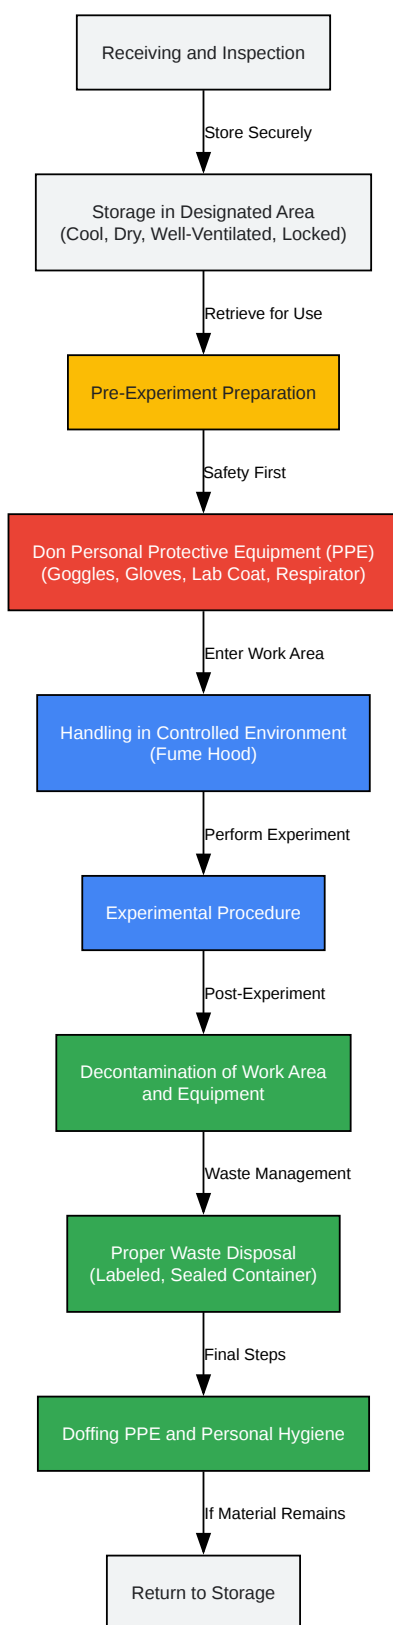 Receiving and Inspection
Store Securely
Storage in Designated Area
(Cool, Dry, Well-Ventilated, Locked)
Retrieve for Use
Pre-Experiment Preparation
Safety First
Don Personal Protective Equipment (PPE)
(Goggles, Gloves, Lab Coat, Respirator)
Enter Work Area
Handling in Controlled Environment
(Fume Hood)
Perform Experiment
Experimental Procedure
Post-Experiment
Decontamination of Work Area
and Equipment
Waste Management
Proper Waste Disposal
(Labeled, Sealed Container)
Final Steps
Doffing PPE and Personal Hygiene
If Material Remains
Return to Storage